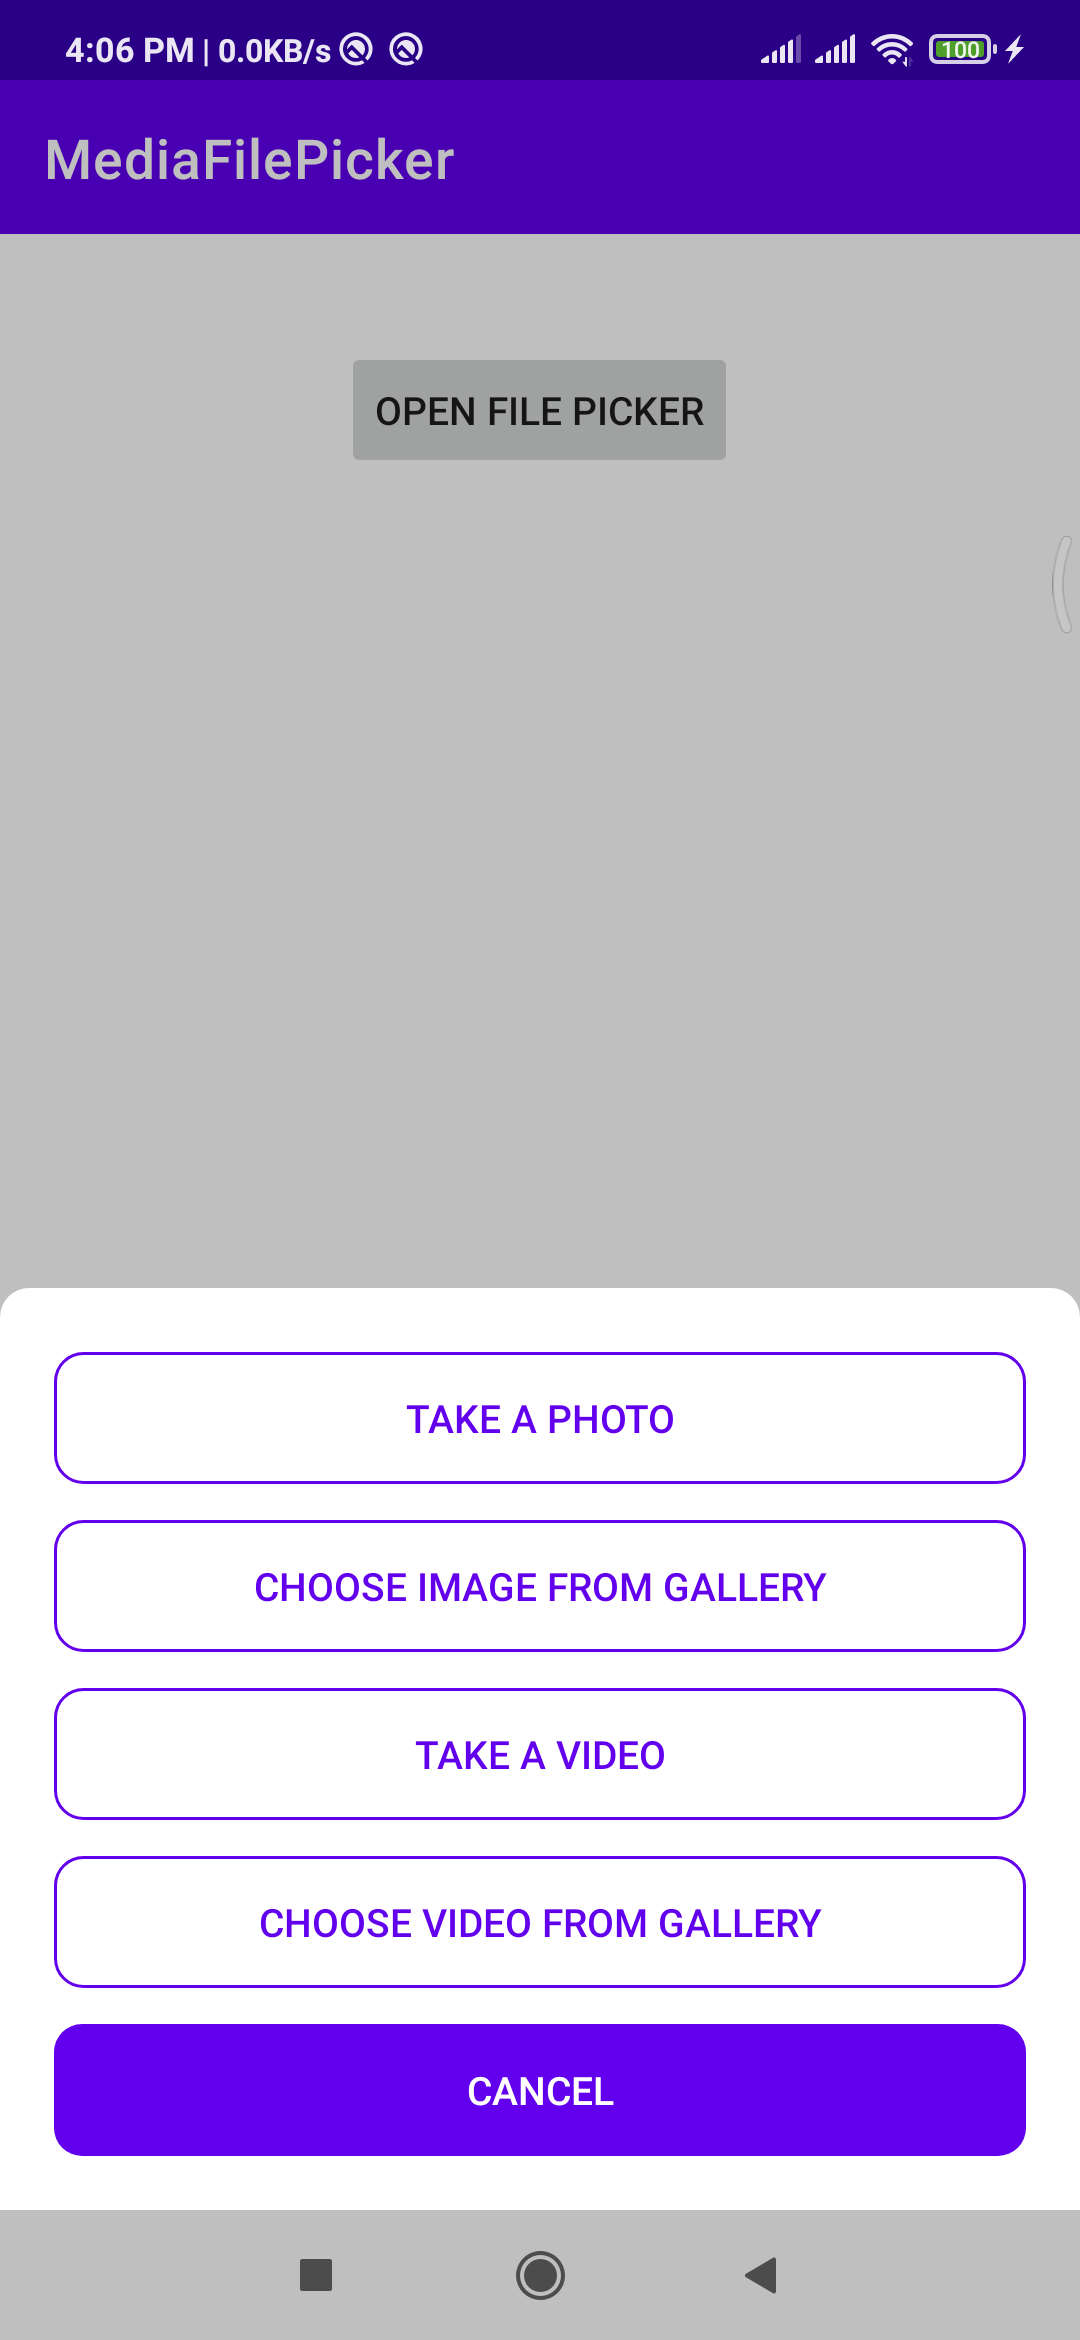 4:06 PM | 0.0KB/s
100
MediaFilePicker
OPEN FILE PICKER
TAKE A PHOTO
CHOOSE IMAGE FROM GALLERY
TAKE A VIDEO
CHOOSE VIDEO FROM GALLERY
CANCEL